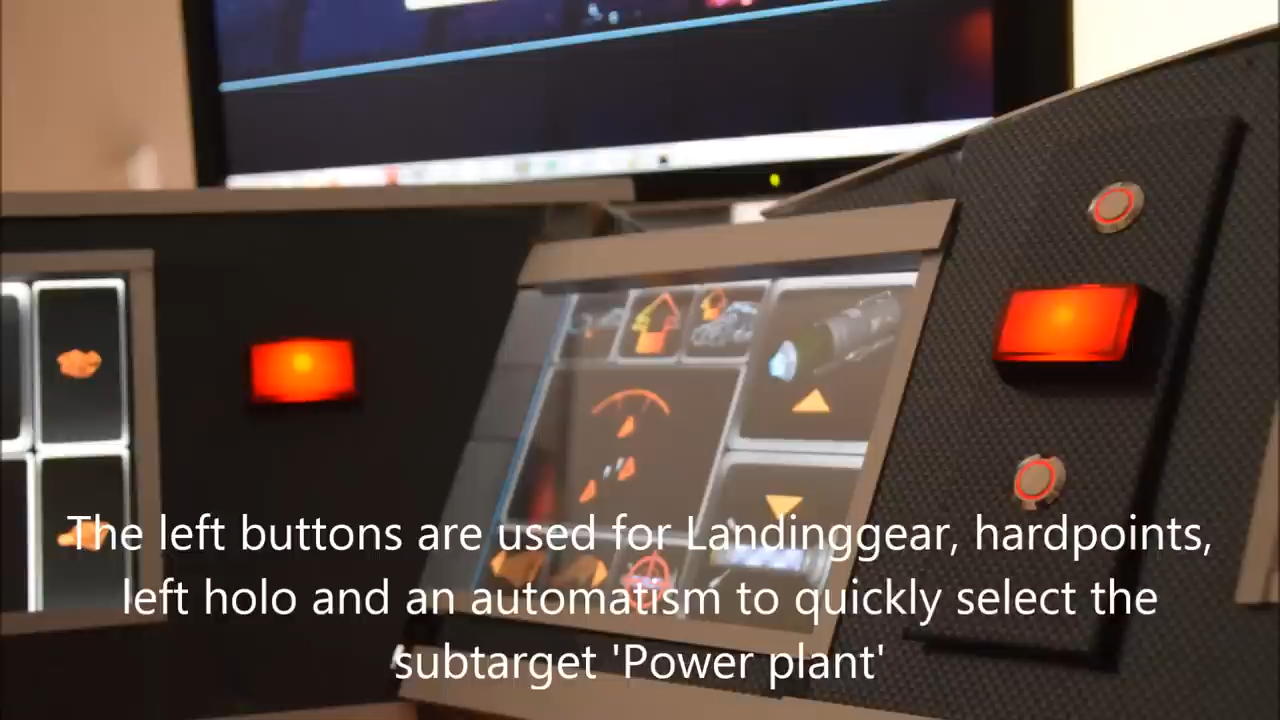 The left buttons are used for Landinggear, hardpoints,
left holo and an automatism to quickly select the
subtarget 'Power plant'